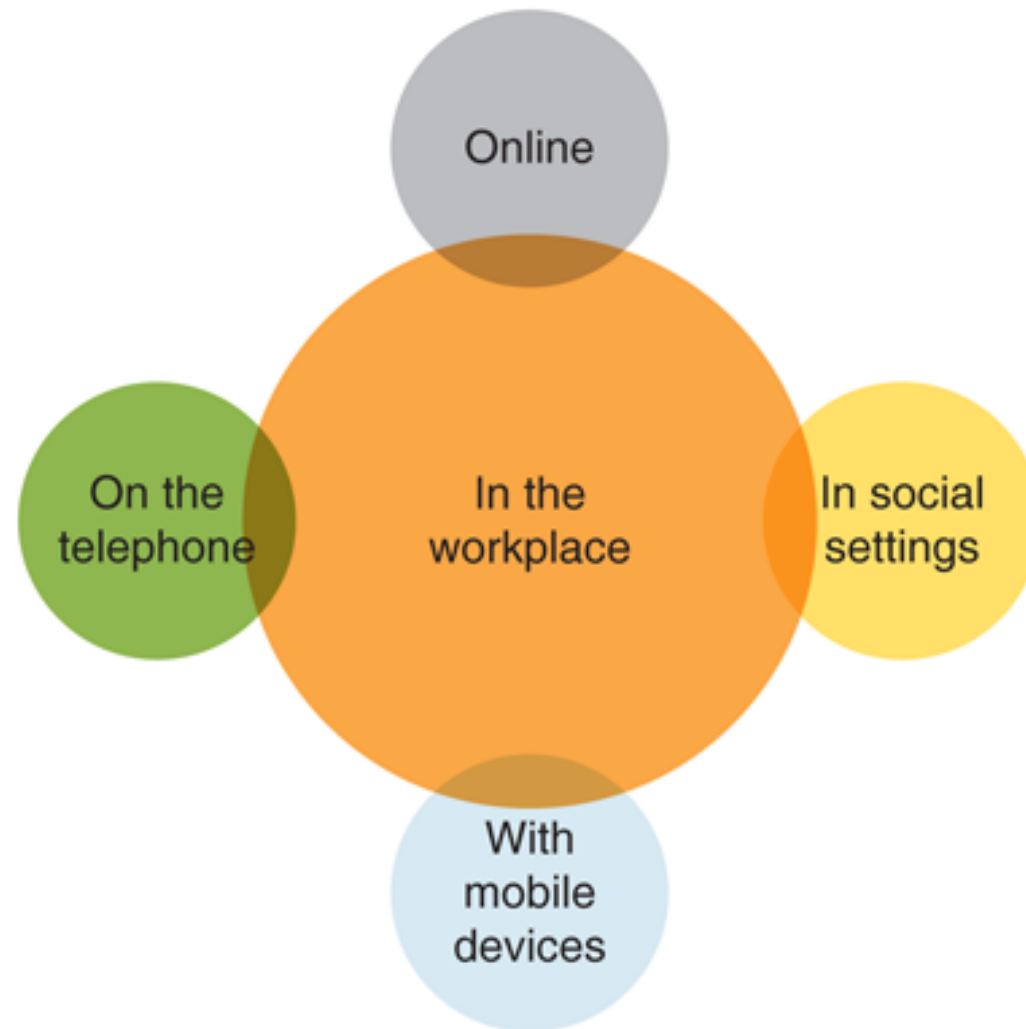 Online
On the
telephone
In the
workplace
In social
settings
With
mobile
devices